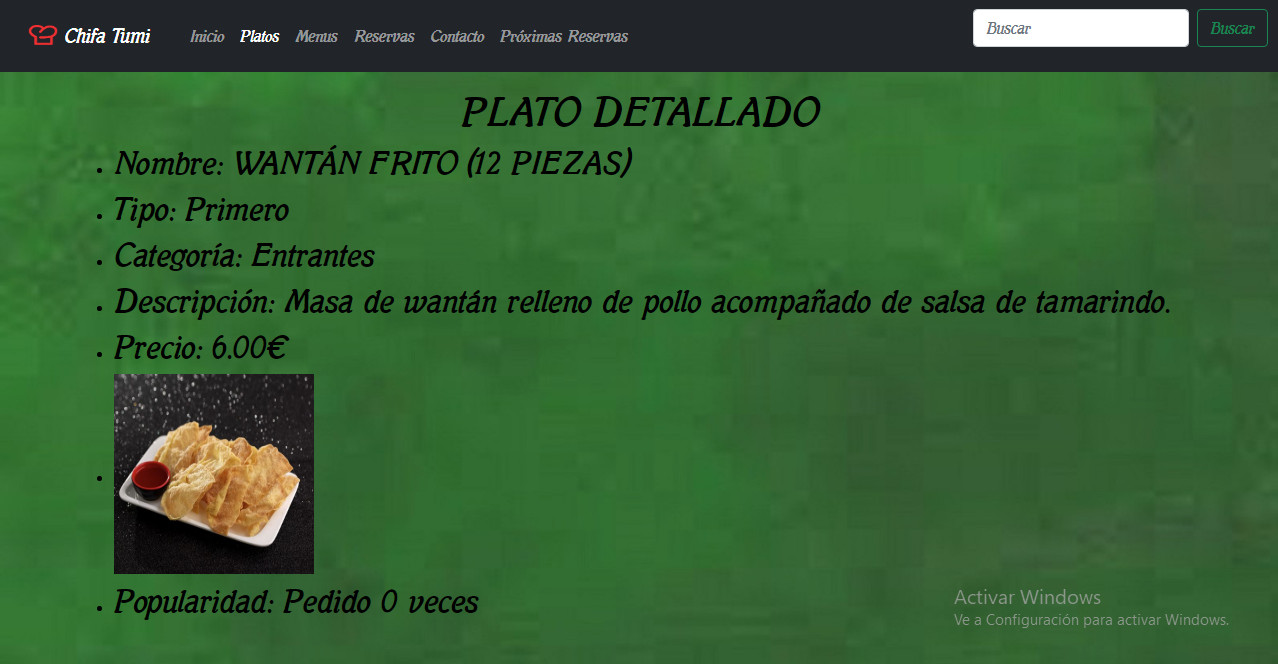 Chifa Tumi Inicio Platos Menus Reservas Contacto Próximas Reservas Buscar Buscar
PLATO DETALLADO
• Nombre: WANTÁN FRITO (12 PIEZAS)
• Tipo: Primero
• Categoría: Entrantes
• Descripción: Masa de wantán relleno de pollo acompañado de salsa de tamarindo.
• Precio: 6.00€
• Popularidad: Pedido 0 veces
Activar Windows
Ve a Configuración para activar Windows.